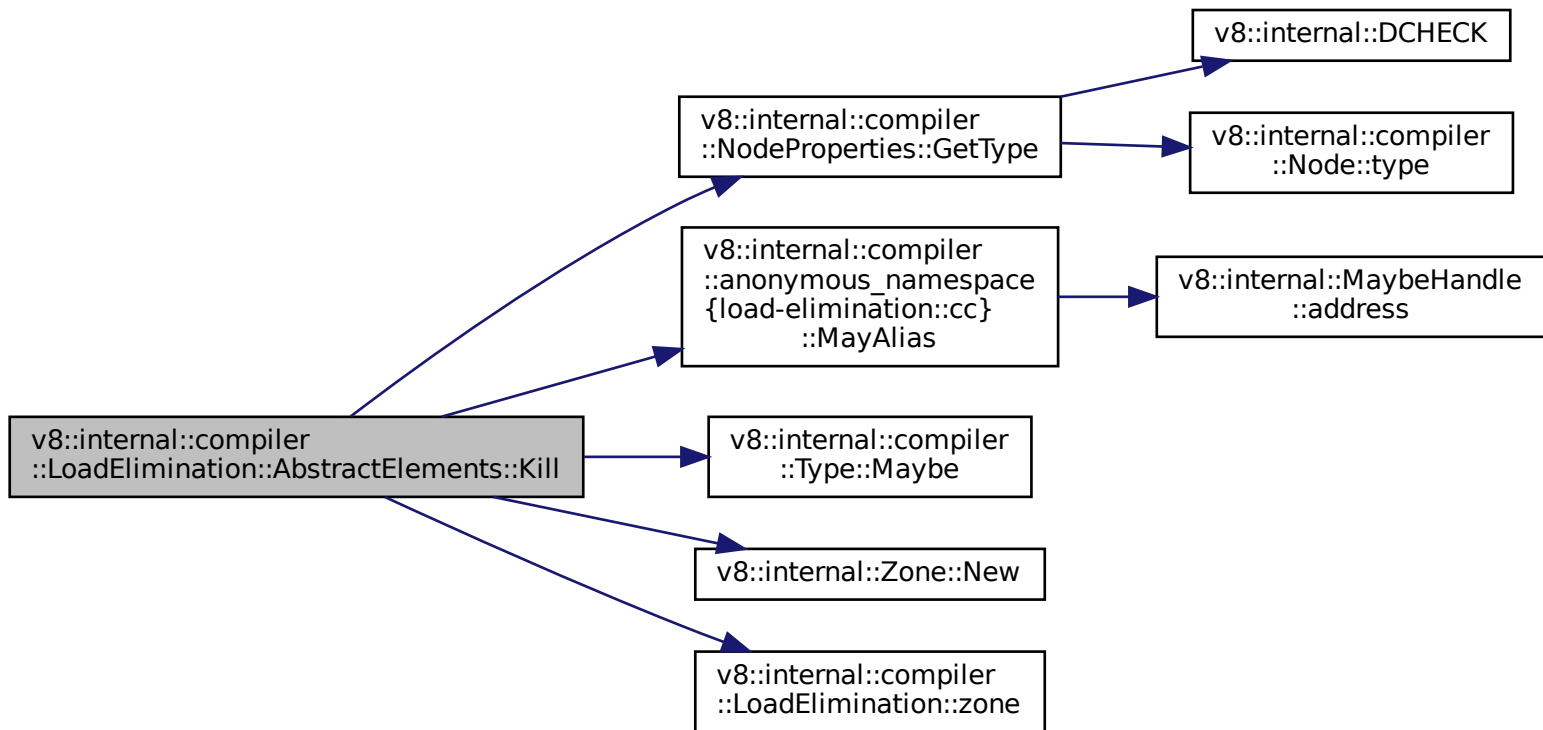 v8::internal::DCHECK
v8::internal::compiler
::NodeProperties::GetType
v8::internal::compiler
::Node::type
v8::internal::compiler
::anonymous_namespace
{load-elimination::cc}
::MayAlias
v8::internal::MaybeHandle
::address
v8::internal::compiler
::LoadElimination::AbstractElements::Kill
v8::internal::compiler
::Type::Maybe
v8::internal::Zone::New
v8::internal::compiler
::LoadElimination::zone